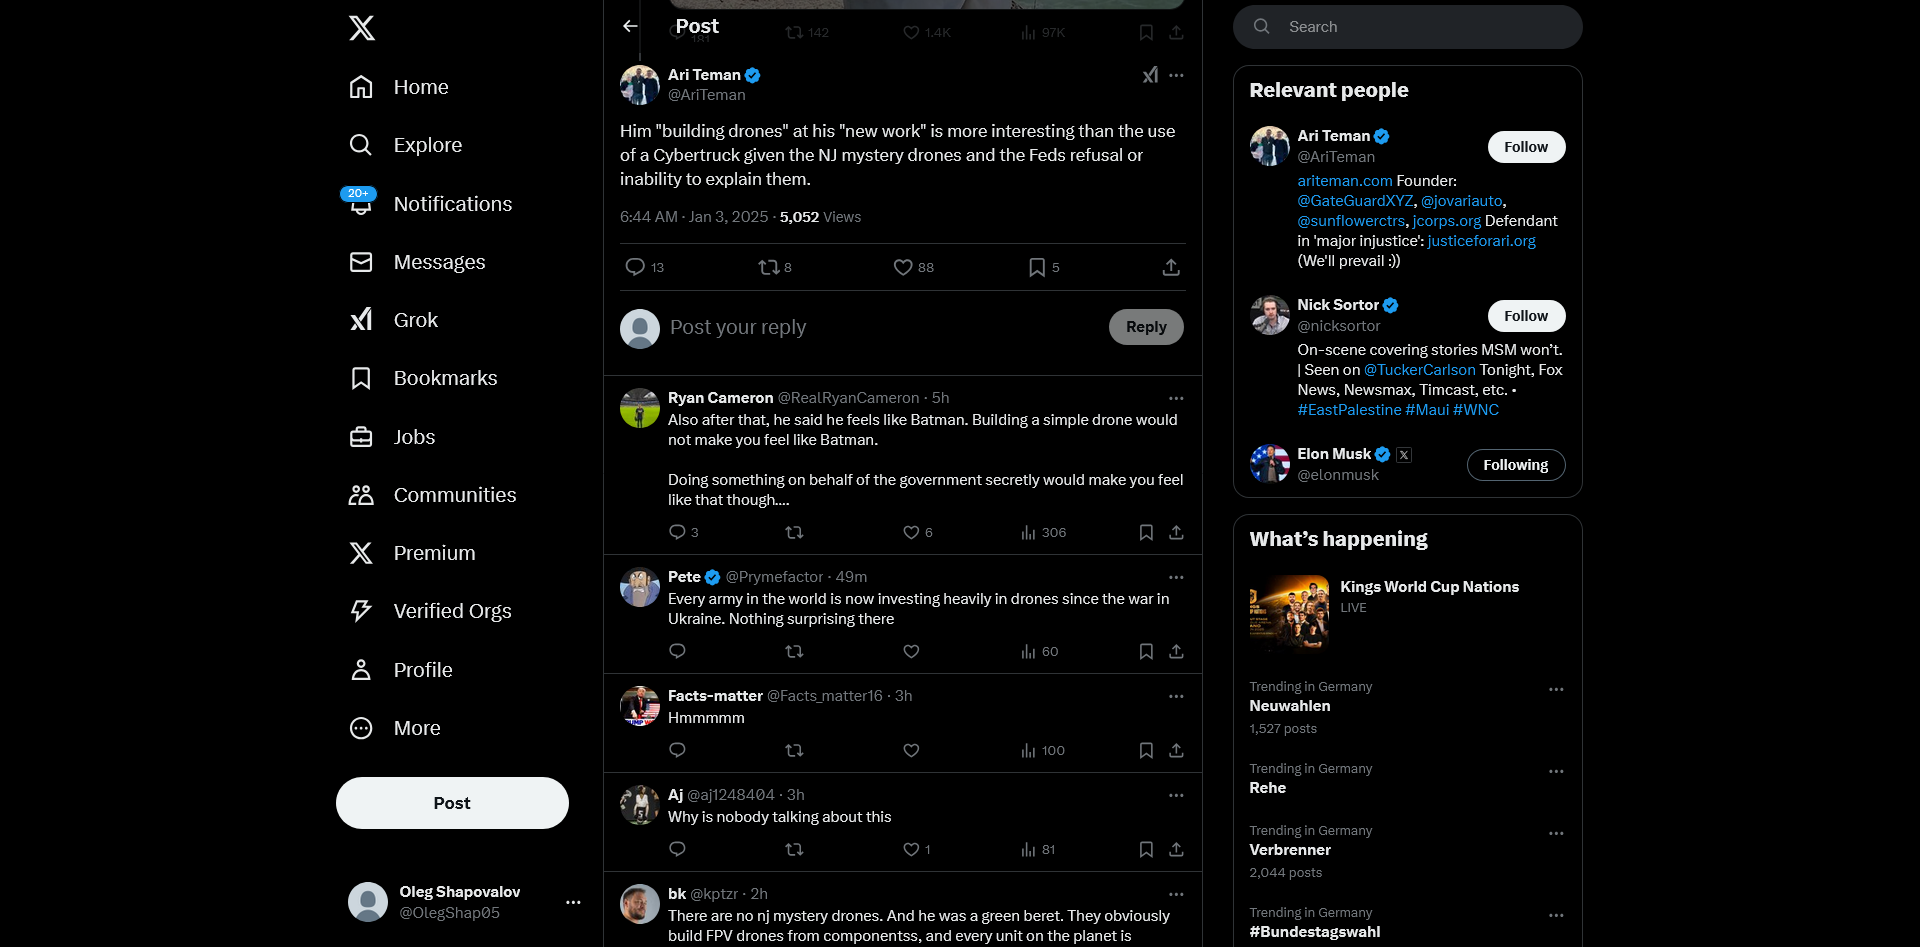 Home
Explore
20+
Notifications
Messages
Grok
Bookmarks
Jobs
Communities
Premium
Verified Orgs
Profile
More
Post
Oleg Shapovalov
@OlegShap05
Post
181
142
1.4K
97K
Ari Teman
@AriTeman
Him "building drones" at his "new work" is more interesting than the use
of a Cybertruck given the NJ mystery drones and the Feds refusal or
inability to explain them.
6:44 AM · Jan 3, 2025 · 5,052 Views
13
8
88
5
Post your reply
Reply
Ryan Cameron @RealRyanCameron · 5h
Also after that, he said he feels like Batman. Building a simple drone would
not make you feel like Batman.
Doing something on behalf of the government secretly would make you feel
like that though....
3
6
306
Pete @Prymefactor · 49m
Every army in the world is now investing heavily in drones since the war in
Ukraine. Nothing surprising there
60
Facts-matter @Facts_matter16 · 3h
Hmmmmm
100
Aj @aj1248404 · 3h
Why is nobody talking about this
1
81
bk @kptzr · 2h
There are no nj mystery drones. And he was a green beret. They obviously
build FPV drones from componentss, and every unit on the planet is
Search
Relevant people
Ari Teman
@AriTeman
Follow
ariteman.com Founder:
@GateGuardXYZ, @jovariauto,
@sunflowerctrs, jcorps.org Defendant
in 'major injustice': justiceforari.org
(We'll prevail :))
Nick Sortor
@nicksortor
Follow
On-scene covering stories MSM won't.
| Seen on @TuckerCarlson Tonight, Fox
News, Newsmax, Timcast, etc. •
#EastPalestine #Maui #WNC
Elon Musk
@elonmusk
Following
What's happening
Kings World Cup Nations
LIVE
Trending in Germany
Neuwahlen
1,527 posts
Trending in Germany
Rehe
Trending in Germany
Verbrenner
2,044 posts
Trending in Germany
#Bundestagswahl